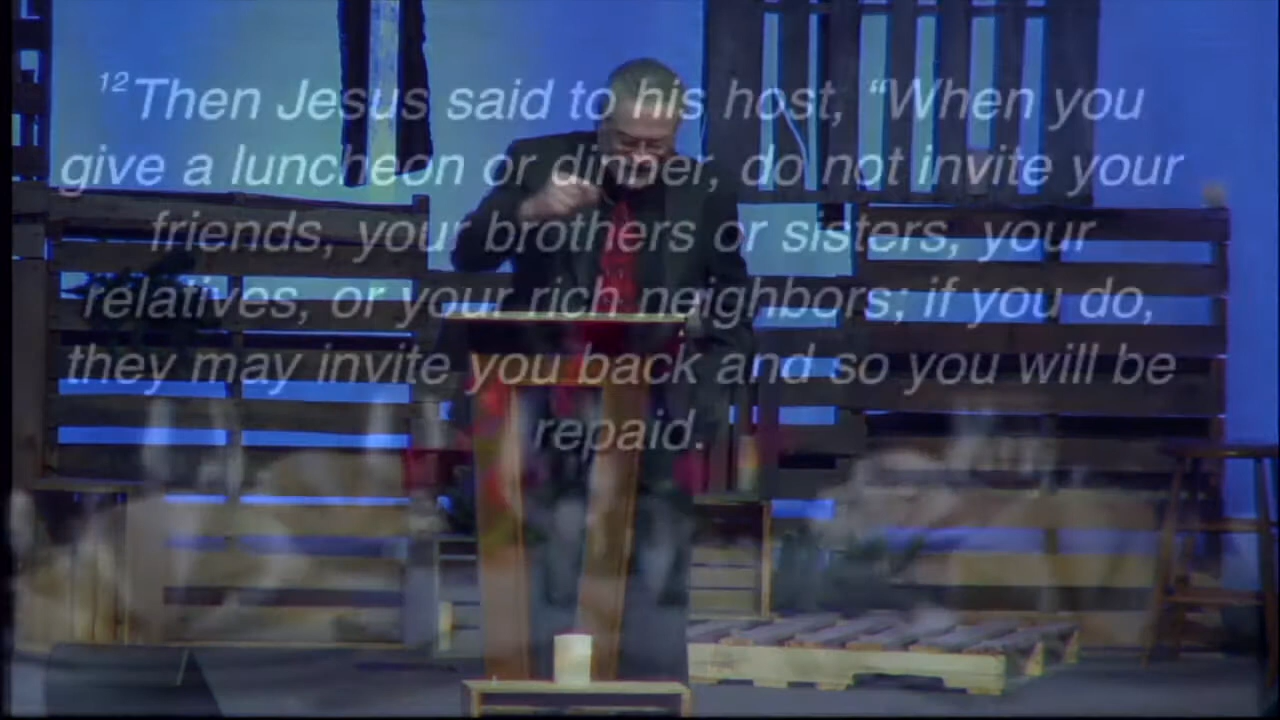 12Then Jesus said to his host, “When you
give a luncheon or dinner, do not invite your
friends, your brothers or sisters, your
relatives, or your rich neighbors; if you do,
they may invite you back and so you will be
repaid.